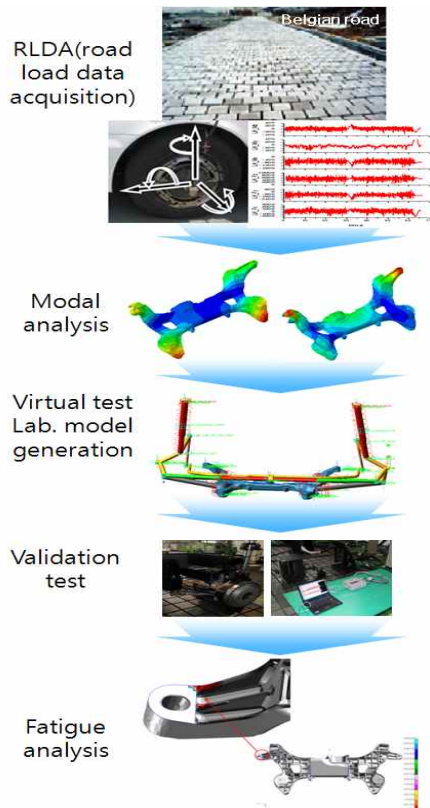 Belgian road
RLDA(road
load data
acquisition)
Modal
analysis
Virtual test
Lab. model
generation
Validation
test
Fatigue
analysis